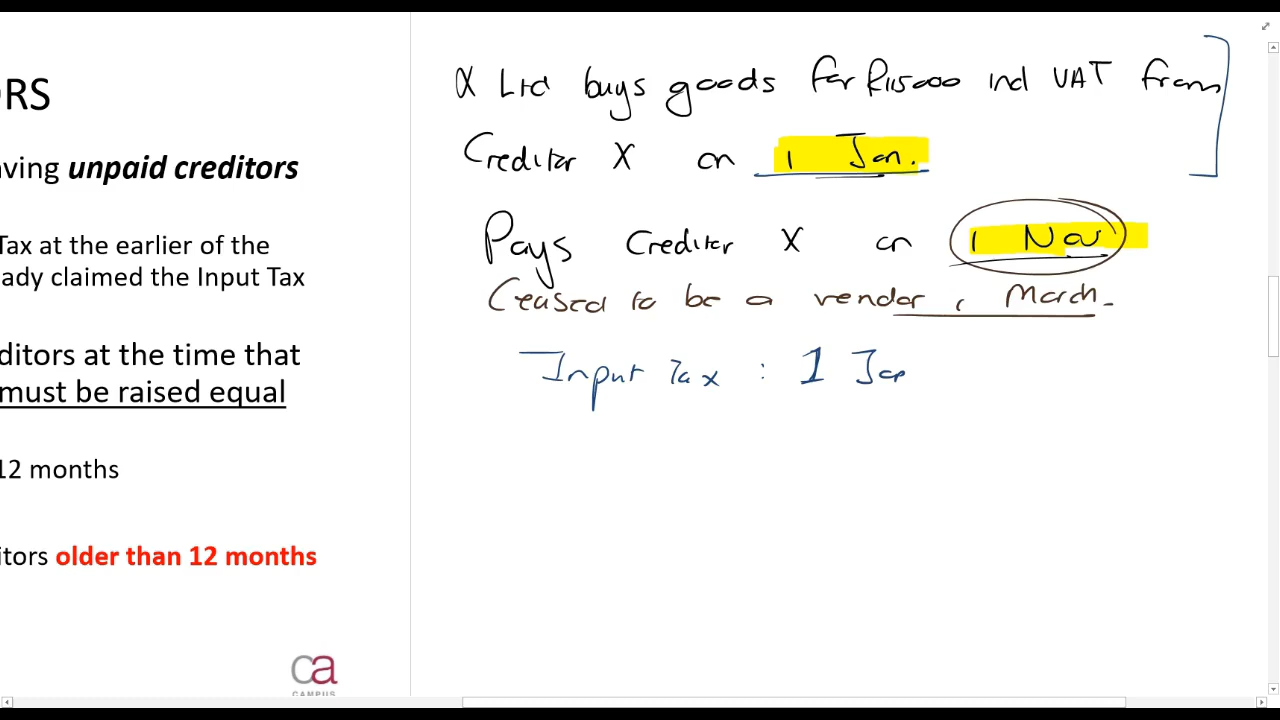 ORS
aving unpaid creditors
Tax at the earlier of the
ady claimed the Input Tax
ditors at the time that
must be raised equal
12 months
itors older than 12 months
ca
CAMPUS
X Ltd buys goods for R115000 incl VAT from
Creditor X on 1 Jan.
Pays Creditor X on 1 Nov
Ceased to be a vendor 1 March.
Input Tax : 1 Jan